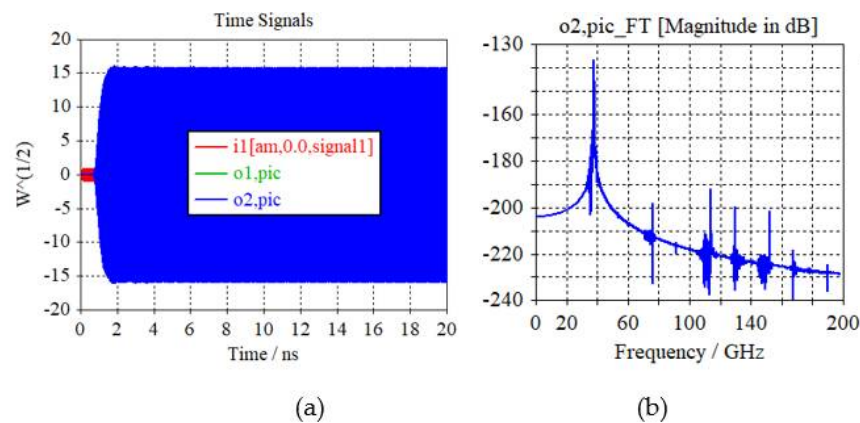 Time Signals
20
15
10
5
0
-5
-10
-15
-20
W^(1/2)
i1[am,0.0,signal1]
o1,pic
o2,pic
0 2 4 6 8 10 12 14 16 18 20
Time / ns
(a)
o2,pic_FT [Magnitude in dB]
-130
-160
-180
-200
-220
-240
0 20 60 100 140 200
Frequency / GHz
(b)